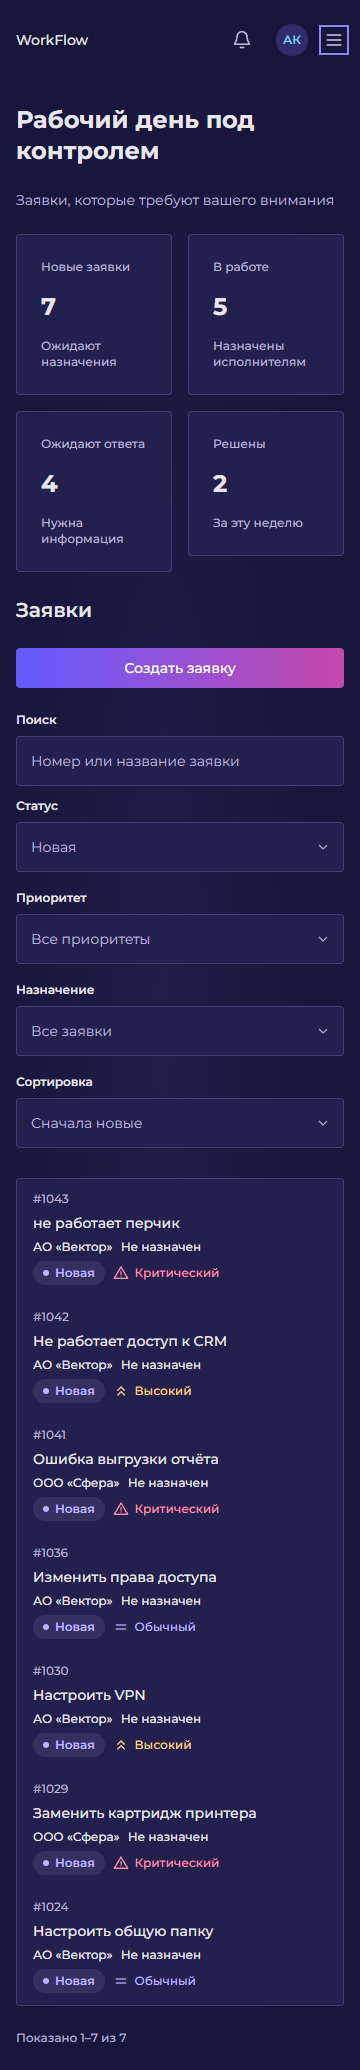 WorkFlow
АК
Рабочий день под
контролем
Заявки, которые требуют вашего внимания
Новые заявки
7
Ожидают
назначения
В работе
5
Назначены
исполнителям
Ожидают ответа
4
Нужна
информация
Решены
2
За эту неделю
Заявки
Создать заявку
Поиск
Номер или название заявки
Статус
Новая
Приоритет
Все приоритеты
Назначение
Все заявки
Сортировка
Сначала новые
#1043
не работает перчик
АО «Вектор» Не назначен
Новая Критический
#1042
Не работает доступ к CRM
АО «Вектор» Не назначен
Новая Высокий
#1041
Ошибка выгрузки отчёта
ООО «Сфера» Не назначен
Новая Критический
#1036
Изменить права доступа
АО «Вектор» Не назначен
Новая Обычный
#1030
Настроить VPN
АО «Вектор» Не назначен
Новая Высокий
#1029
Заменить картридж принтера
ООО «Сфера» Не назначен
Новая Критический
#1024
Настроить общую папку
АО «Вектор» Не назначен
Новая Обычный
Показано 1–7 из 7